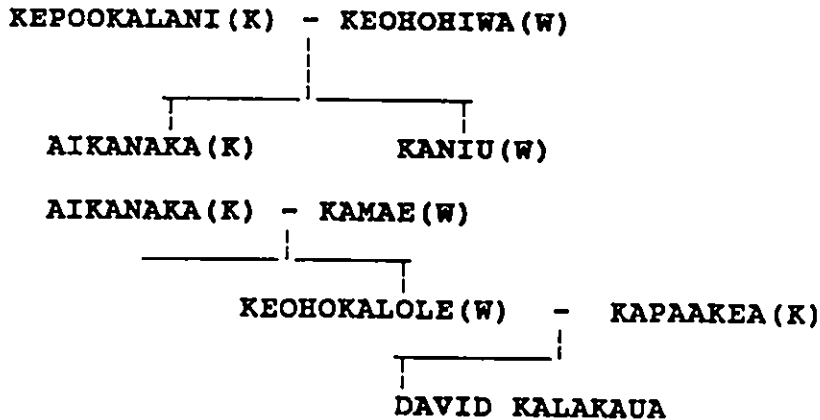 KEPOOKALANI(K) - KEOHOHIWA(W)
AIKANAKA(K) KANIU(W)
AIKANAKA(K) - KAMAE(W)
KEOHOKALOLE(W) - KAPAAKEA(K)
DAVID KALAKAUA